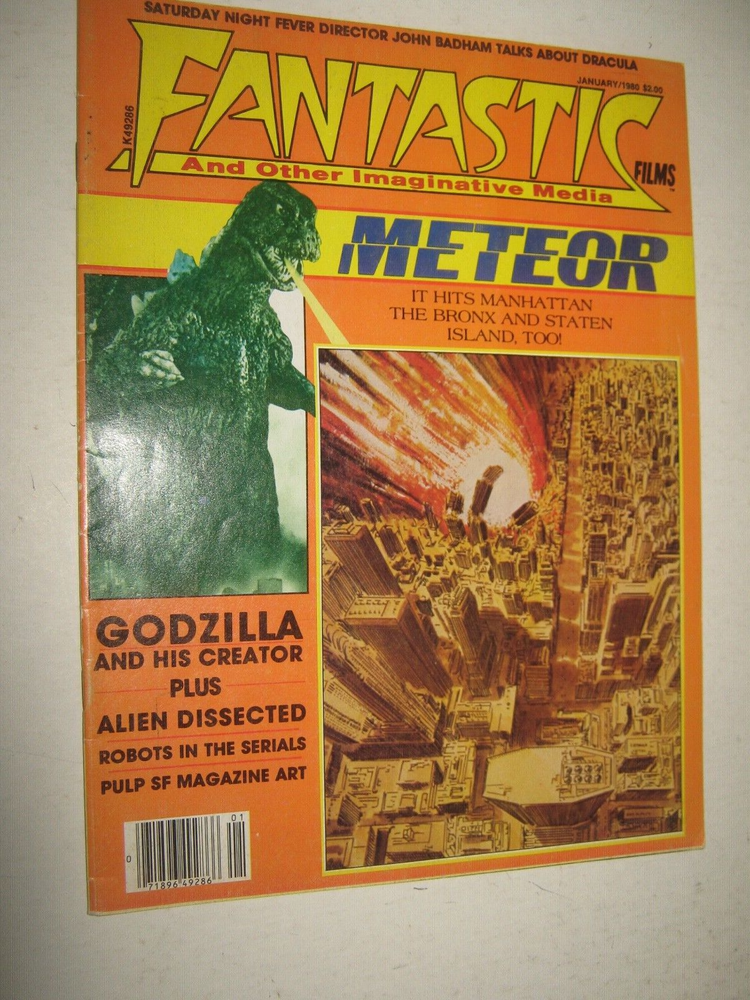 SATURDAY NIGHT FEVER DIRECTOR JOHN BADHAM TALKS ABOUT DRACULA
JANUARY/1980 $2.00
K49286
FANTASTIC
FILMS
TM
And Other Imaginative Media
METEOR
IT HITS MANHATTAN
THE BRONX AND STATEN
ISLAND, TOO!
GODZILLA
AND HIS CREATOR
PLUS
ALIEN DISSECTED
ROBOTS IN THE SERIALS
PULP SF MAGAZINE ART
01
0
71896 49286